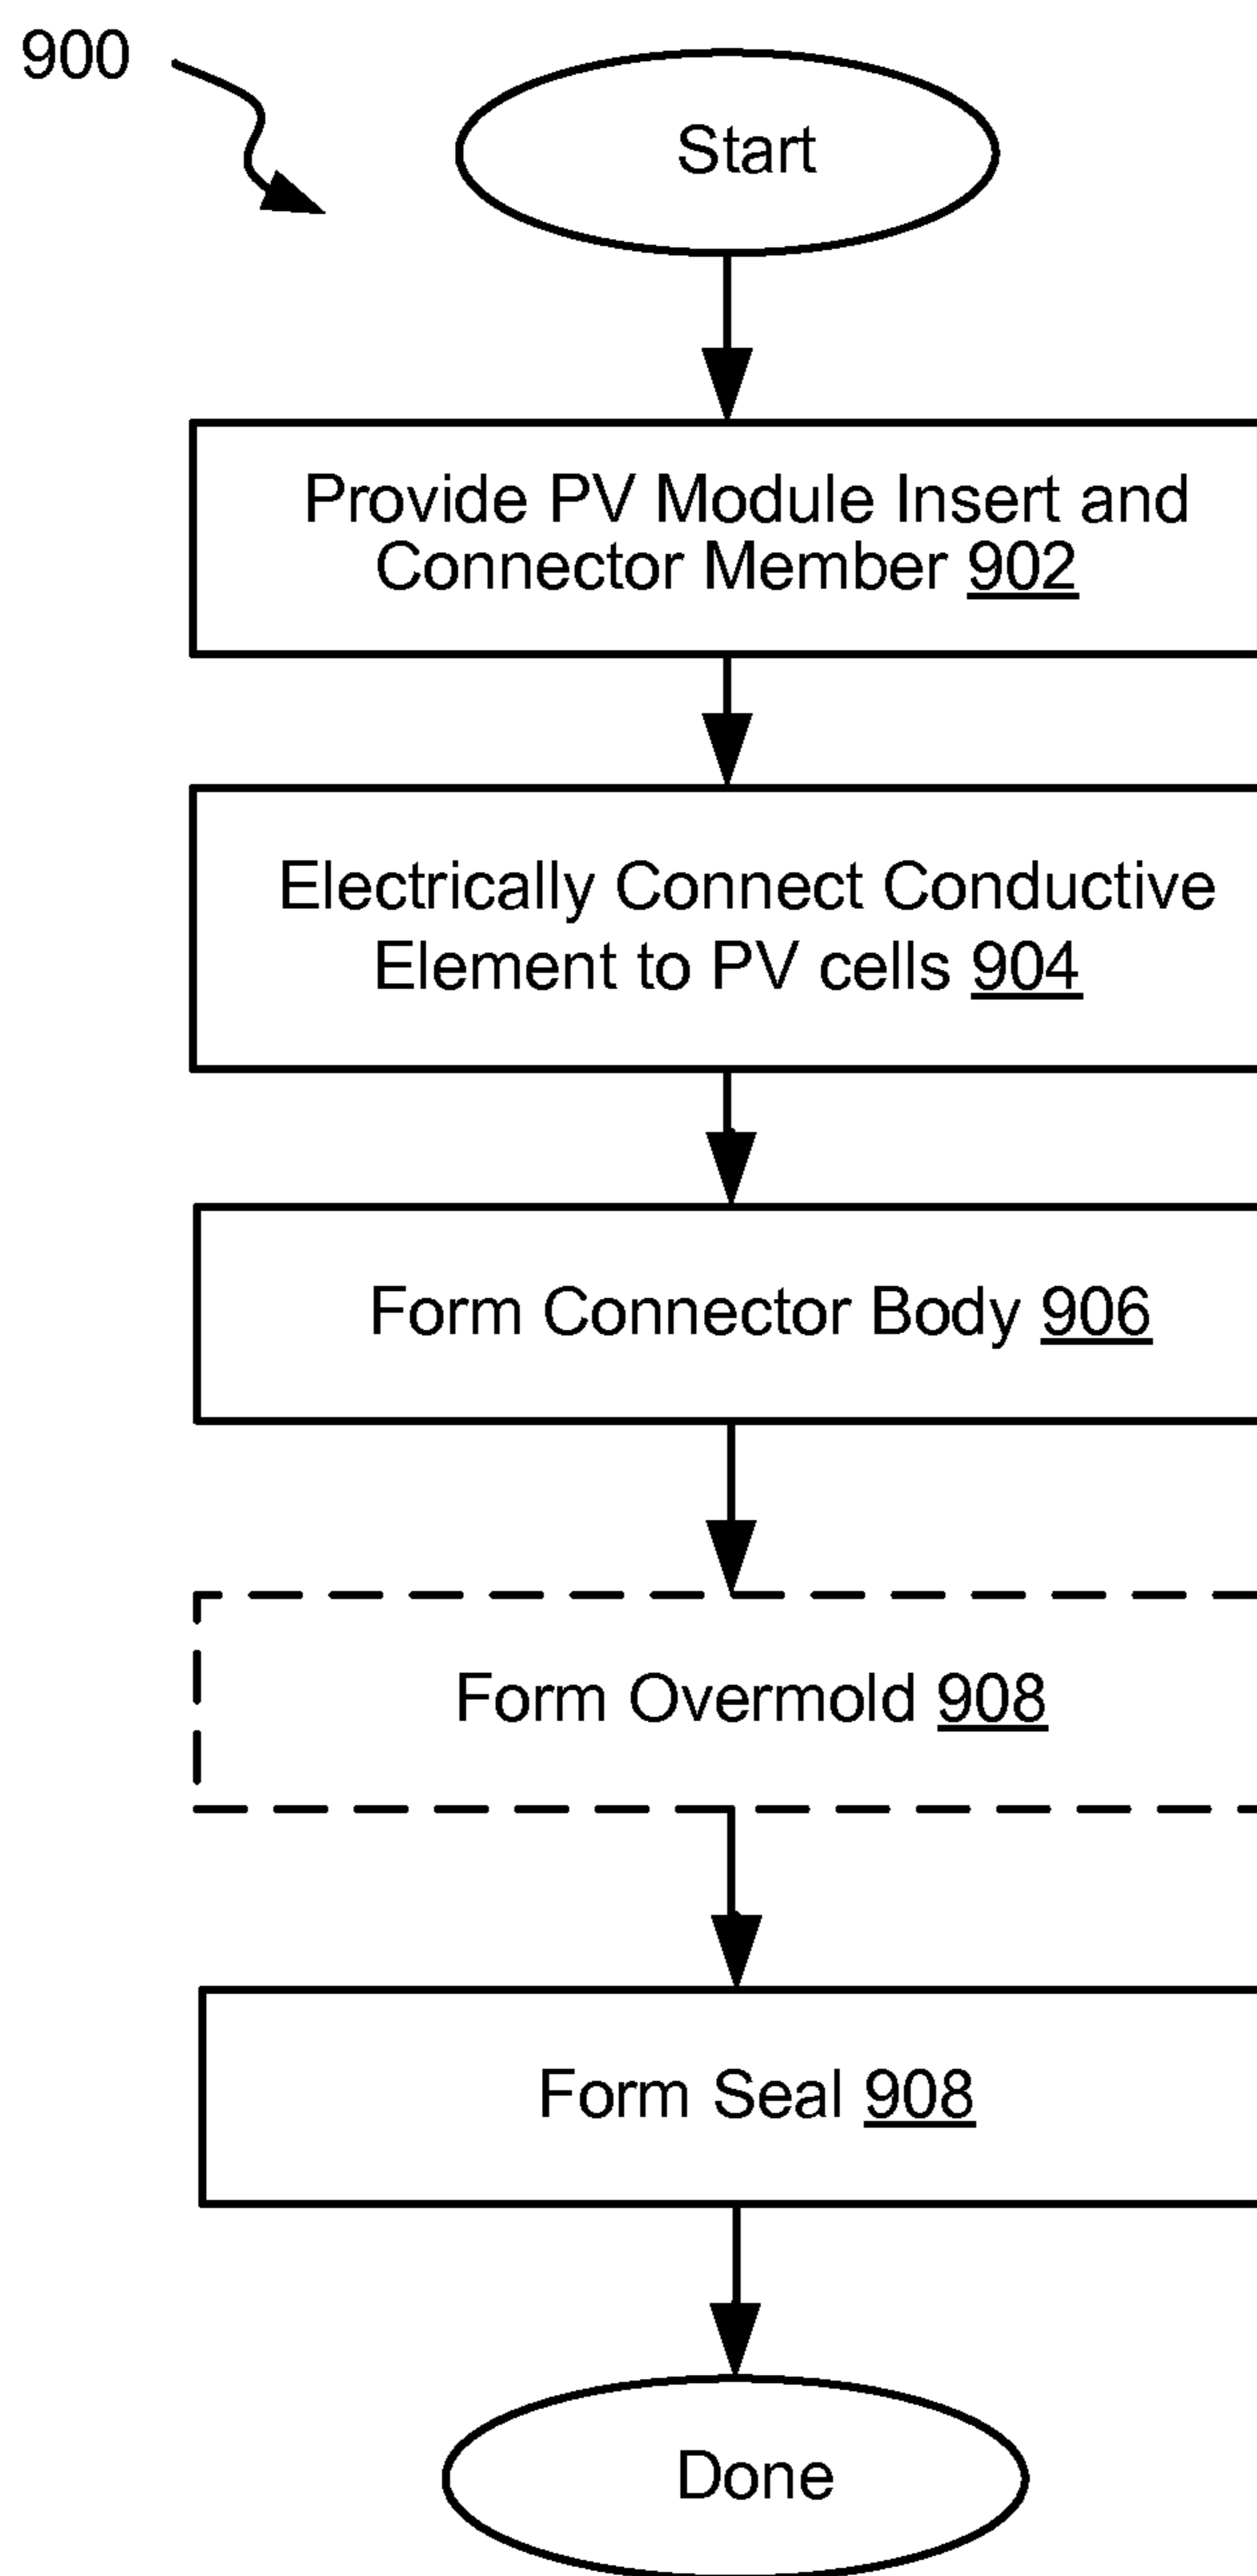 900
Start
Provide PV Module Insert and
Connector Member 902
Electrically Connect Conductive
Element to PV cells 904
Form Connector Body 906
Form Overmold 908
Form Seal 908
Done